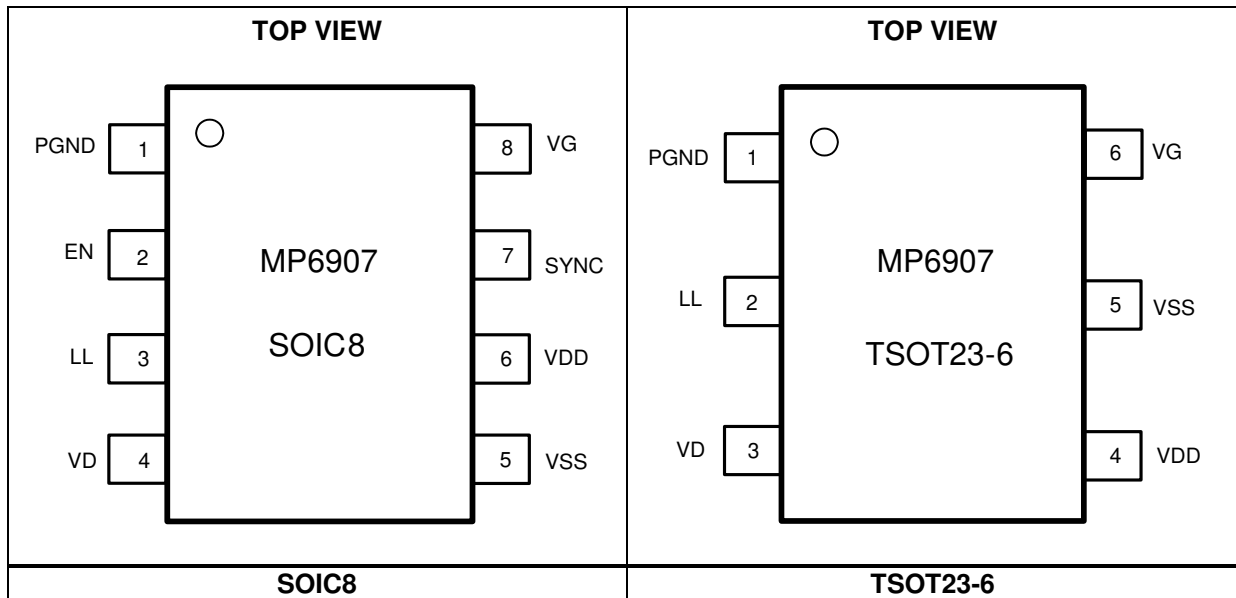 TOP VIEW
PGND 1
8 VG
EN 2
7 SYNC
MP6907
SOIC8
LL 3
6 VDD
VD 4
5 VSS
SOIC8
TOP VIEW
PGND 1
6 VG
MP6907
LL 2
5 VSS
TSOT23-6
VD 3
4 VDD
TSOT23-6